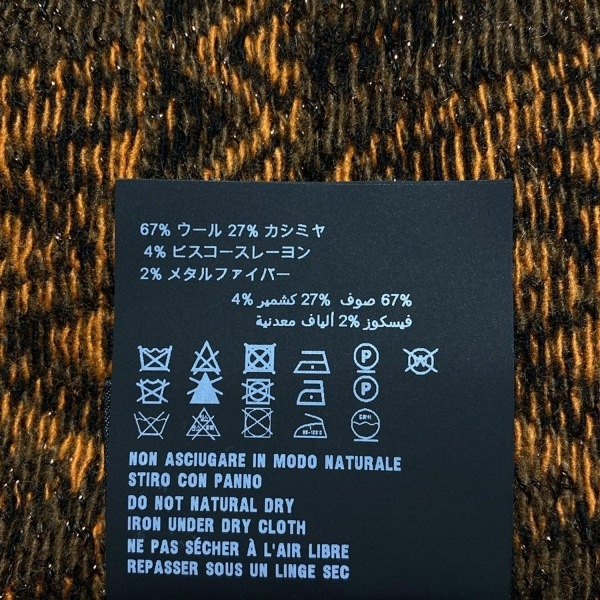 67% ウール 27% カシミヤ
4% ビスコースレーヨン
2% メタルファイバー
67% صوف 27% كشمير 4%
فيسكوز 2% ألياف معدنية
P W
P
NON ASCIUGARE IN MODO NATURALE
STIRO CON PANNO
DO NOT NATURAL DRY
IRON UNDER DRY CLOTH
NE PAS SÉCHER À L'AIR LIBRE
REPASSER SOUS UN LINGE SEC